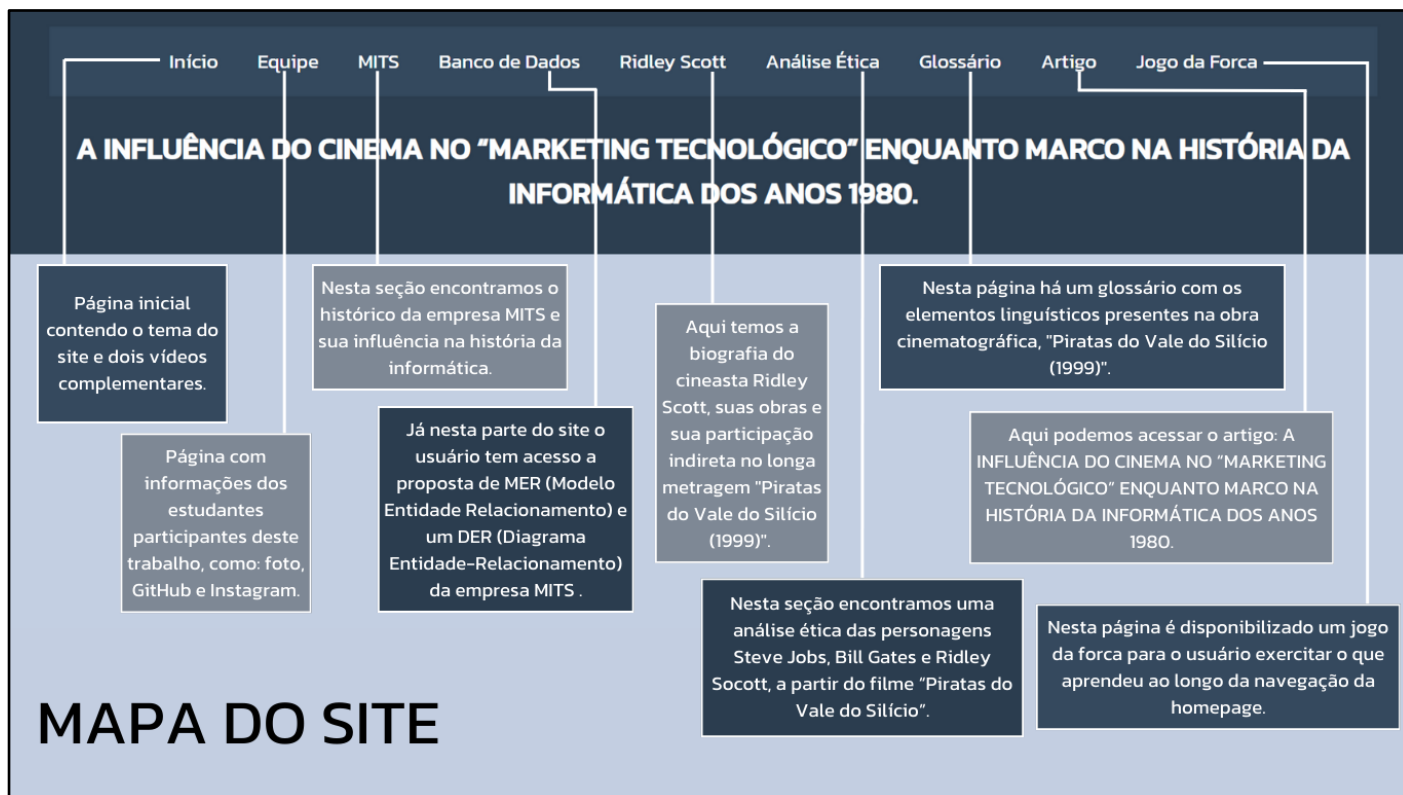 Início Equipe MITS Banco de Dados Ridley Scott Análise Ética Glossário Artigo Jogo da Forca
A INFLUÊNCIA DO CINEMA NO “MARKETING TECNOLÓGICO” ENQUANTO MARCO NA HISTÓRIA DA
INFORMÁTICA DOS ANOS 1980.
Página inicial
contendo o tema do
site e dois vídeos
complementares.
Página com
informações dos
estudantes
participantes deste
trabalho, como: foto,
GitHub e Instagram.
Nesta seção encontramos o
histórico da empresa MITS e
sua influência na história da
informática.
Já nesta parte do site o
usuário tem acesso a
proposta de MER (Modelo
Entidade Relacionamento) e
um DER (Diagrama
Entidade-Relacionamento)
da empresa MITS .
Aqui temos a
biografia do
cineasta Ridley
Scott, suas obras e
sua participação
indireta no longa
metragem "Piratas
do Vale do Silício
(1999)".
Nesta seção encontramos uma
análise ética das personagens
Steve Jobs, Bill Gates e Ridley
Socott, a partir do filme “Piratas do
Vale do Silício”.
Nesta página há um glossário com os
elementos linguísticos presentes na obra
cinematográfica, "Piratas do Vale do Silício
(1999)".
Aqui podemos acessar o artigo: A
INFLUÊNCIA DO CINEMA NO “MARKETING
TECNOLÓGICO” ENQUANTO MARCO NA
HISTÓRIA DA INFORMÁTICA DOS ANOS
1980.
Nesta página é disponibilizado um jogo
da forca para o usuário exercitar o que
aprendeu ao longo da navegação da
homepage.
MAPA DO SITE